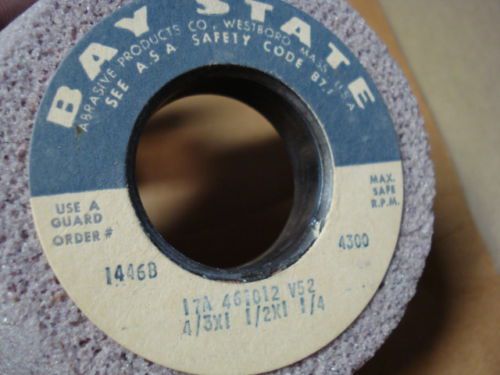 BAY STATE
ABRASIVE PRODUCTS CO., WESTBORO, MASS., U.S.A.
SEE A.S.A. SAFETY CODE B7.1
USE A
GUARD
ORDER #
1446B
MAX.
SAFE
R.P.M.
4300
17A 461012 V52
4/3X1 1/2X1 1/4